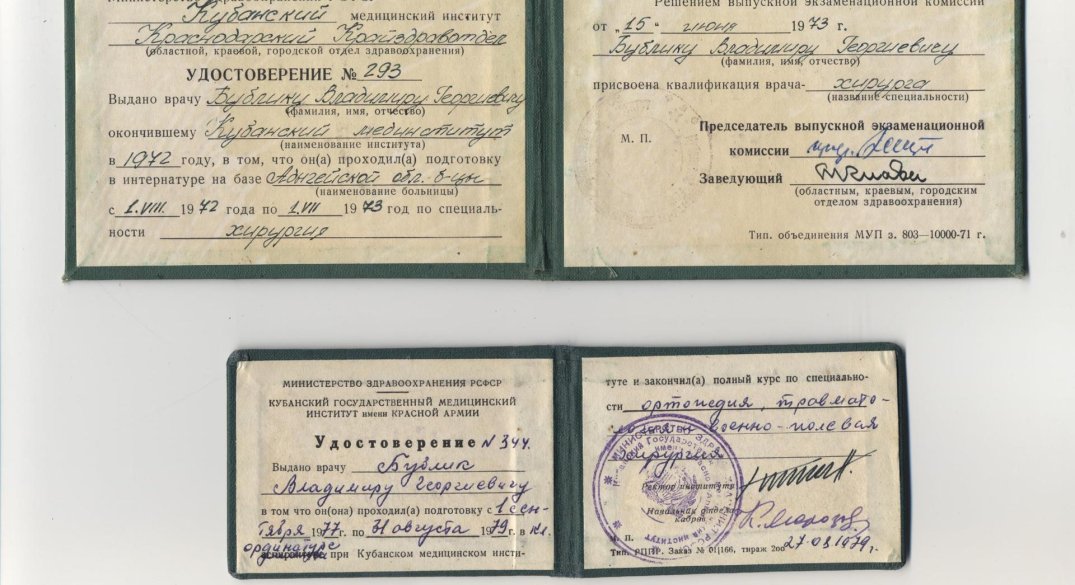 Кубанский медицинский институт
Краснодарский Крайздравотдел
(областной, краевой, городской отдел здравоохранения)
УДОСТОВЕРЕНИЕ № 293
Выдано врачу Бублику Владимиру Георгиевичу
(фамилия, имя, отчество)
окончившему Кубанский мединститут
(наименование института)
в 1972 году, в том, что он(а) проходил(а) подготовку
в интернатуре на базе Адыгейской обл. б-цы
(наименование больницы)
с 1.VIII. 1972 года по 1.VII 1973 год по специаль-
ности хирургия
Решением выпускной экзаменационной комиссии
от „15" июня 1973 г.
Бублику Владимиру Георгиевичу
(фамилия, имя, отчество)
присвоена квалификация врача- хирурга
(название специальности)
М. П.
Председатель выпускной экзаменационной
комиссии
Заведующий
(областным, краевым, городским
отделом здравоохранения)
Тип. объединения МУП з. 803—10000-71 г.
МИНИСТЕРСТВО ЗДРАВООХРАНЕНИЯ РСФСР
КУБАНСКИЙ ГОСУДАРСТВЕННЫЙ МЕДИЦИНСКИЙ
ИНСТИТУТ имени КРАСНОЙ АРМИИ
Удостоверение № 344.
Выдано врачу Бублик
Владимиру Георгиевичу
в том что он(она) проходил(а) подготовку с 1 сен-
тября 1977 г. по 31 августа 1979 г. в кл.
ординатуре при Кубанском медицинском инсти-
туте и закончил(а) полный курс по специально-
сти ортопедия, травмато-
логия и военно-полевая
хирургия
Ректор института
Начальник отдела
кадров
М. П.
27.08.1979г.
Тип. РППР. Заказ № 01166, тираж 200